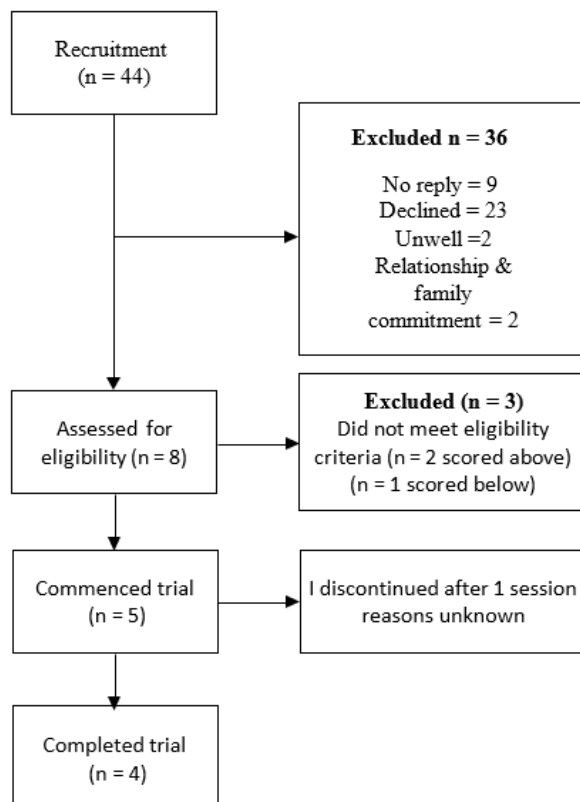 Recruitment
(n = 44)
Excluded n = 36
No reply = 9
Declined = 23
Unwell =2
Relationship &
family
commitment = 2
Assessed for
eligibility (n = 8)
Excluded (n = 3)
Did not meet eligibility
criteria (n = 2 scored above)
(n = 1 scored below)
Commenced trial
(n = 5)
I discontinued after 1 session
reasons unknown
Completed trial
(n = 4)